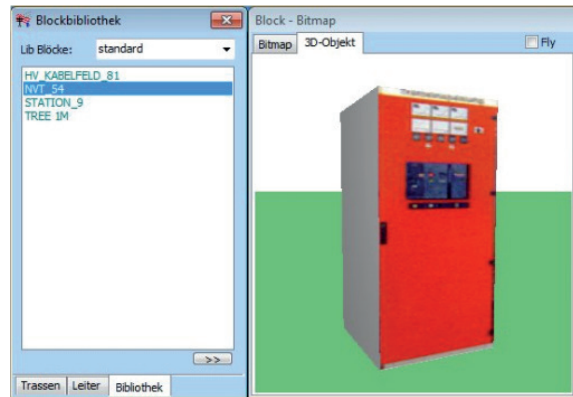 Blockbibliothek
Lib Blöcke: standard
HV_KABELFELD_81
NVT_54
STATION_9
TREE 1M
>>
Trassen Leiter Bibliothek
Block - Bitmap
Bitmap 3D-Objekt Fly